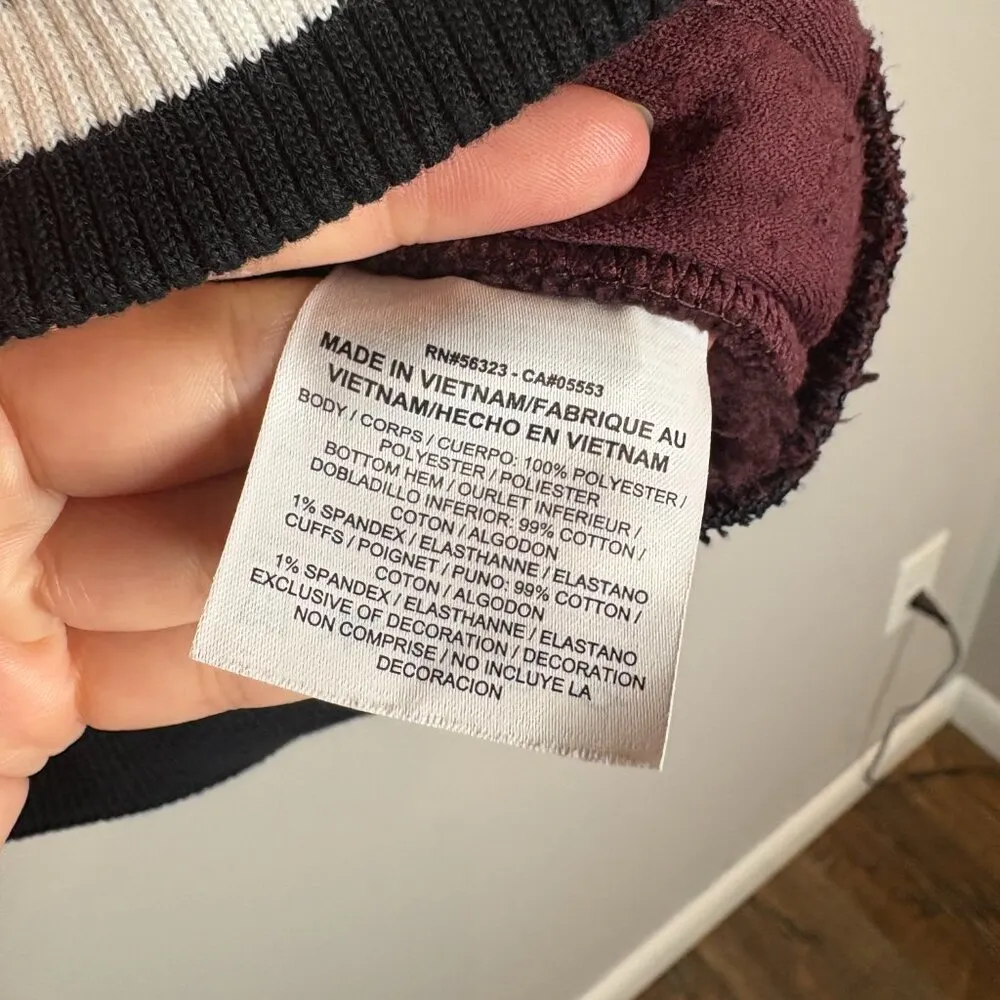 RN#56323 - CA#05553
MADE IN VIETNAM/FABRIQUE AU
VIETNAM/HECHO EN VIETNAM
BODY / CORPS / CUERPO: 100% POLYESTER /
POLYESTER / POLIESTER
BOTTOM HEM / OURLET INFERIEUR /
DOBLADILLO INFERIOR: 99% COTTON /
COTON / ALGODON
1% SPANDEX / ELASTHANNE / ELASTANO
CUFFS / POIGNET / PUNO: 99% COTTON /
COTON / ALGODON
1% SPANDEX / ELASTHANNE / ELASTANO
EXCLUSIVE OF DECORATION / DECORATION
NON COMPRISE / NO INCLUYE LA
DECORACION